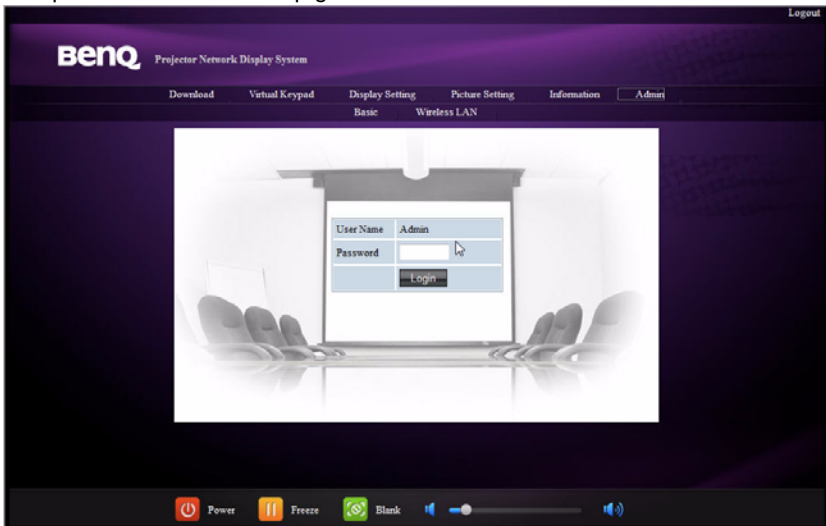 Logout
BenQ Projector Network Display System
Download Virtual Keypad Display Setting Picture Setting Information Admin
Basic Wireless LAN
User Name Admin
Password
Login
Power Freeze Blank